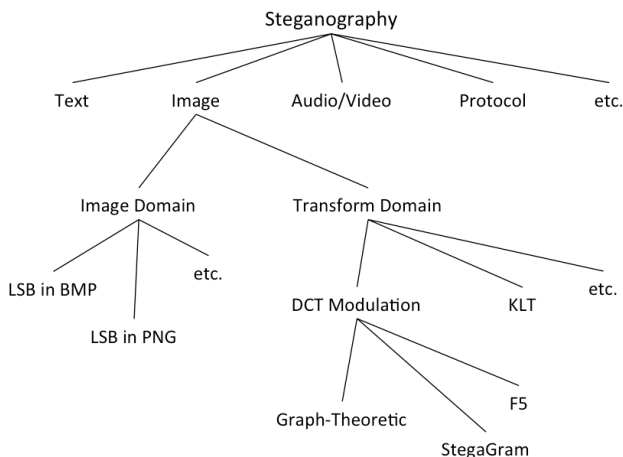 Steganography
Text
Image
Audio/Video
Protocol
etc.
Image Domain
Transform Domain
LSB in BMP
LSB in PNG
etc.
DCT Modulation
KLT
etc.
Graph-Theoretic
StegaGram
F5